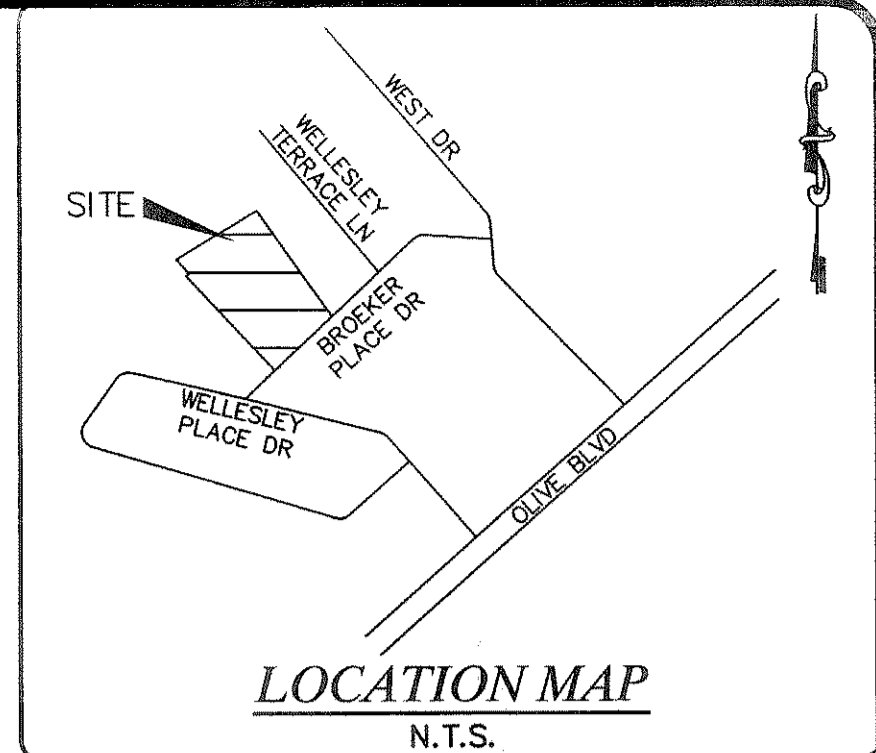 WEST DR
WELLESLEY
TERRACE LN
SITE
BROEKER
PLACE DR
WELLESLEY
PLACE DR
OLIVE BLVD
LOCATION MAP
N.T.S.